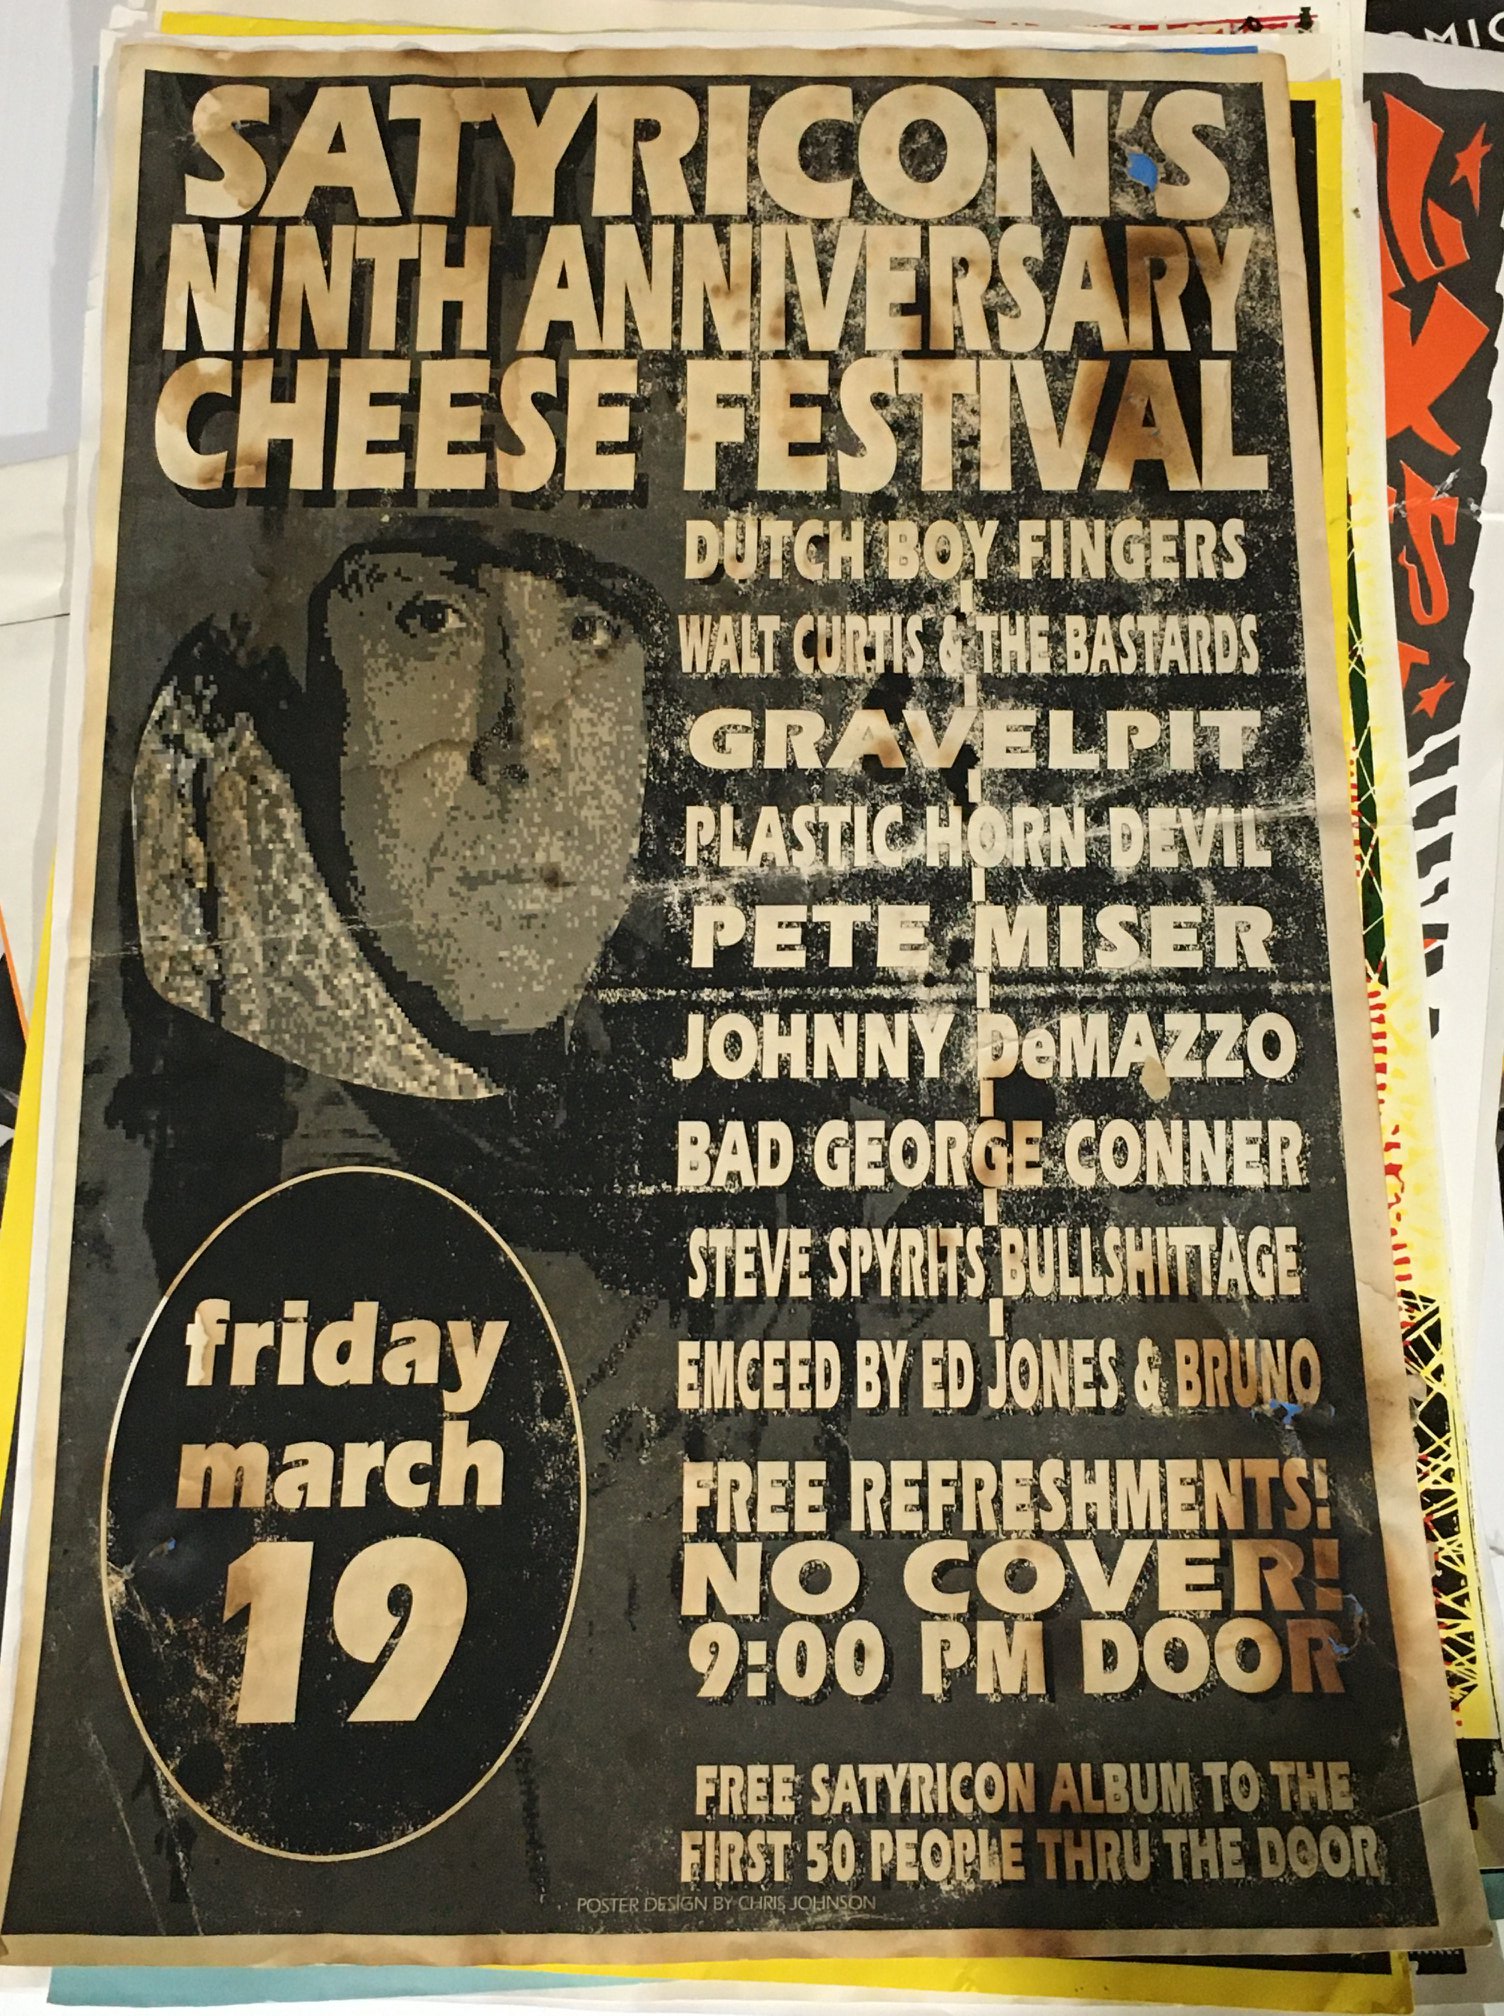 SATYRICON'S
NINTH ANNIVERSARY
CHEESE FESTIVAL
DUTCH BOY FINGERS
WALT CURTIS & THE BASTARDS
GRAVELPIT
PLASTIC HORN DEVIL
PETE MISER
JOHNNY DeMAZZO
BAD GEORGE CONNER
STEVE SPYRITS BULLSHITTAGE
EMCEED BY ED JONES & BRUNO
friday
march
19
FREE REFRESHMENTS!
NO COVER!
9:00 PM DOOR
FREE SATYRICON ALBUM TO THE
FIRST 50 PEOPLE THRU THE DOOR
POSTER DESIGN BY CHRIS JOHNSON